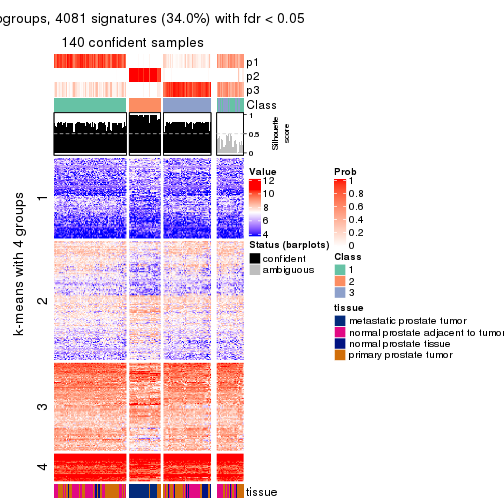 ogroups, 4081 signatures (34.0%) with fdr < 0.05
140 confident samples
p1
p2
p3
Class
1
0.5
0
Silhouette
score
k-means with 4 groups
1
2
3
4
tissue
Value
12
10
8
6
4
Status (barplots)
confident
ambiguous
Prob
1
0.8
0.6
0.4
0.2
0
Class
1
2
3
tissue
metastatic prostate tumor
normal prostate adjacent to tumor
normal prostate tissue
primary prostate tumor